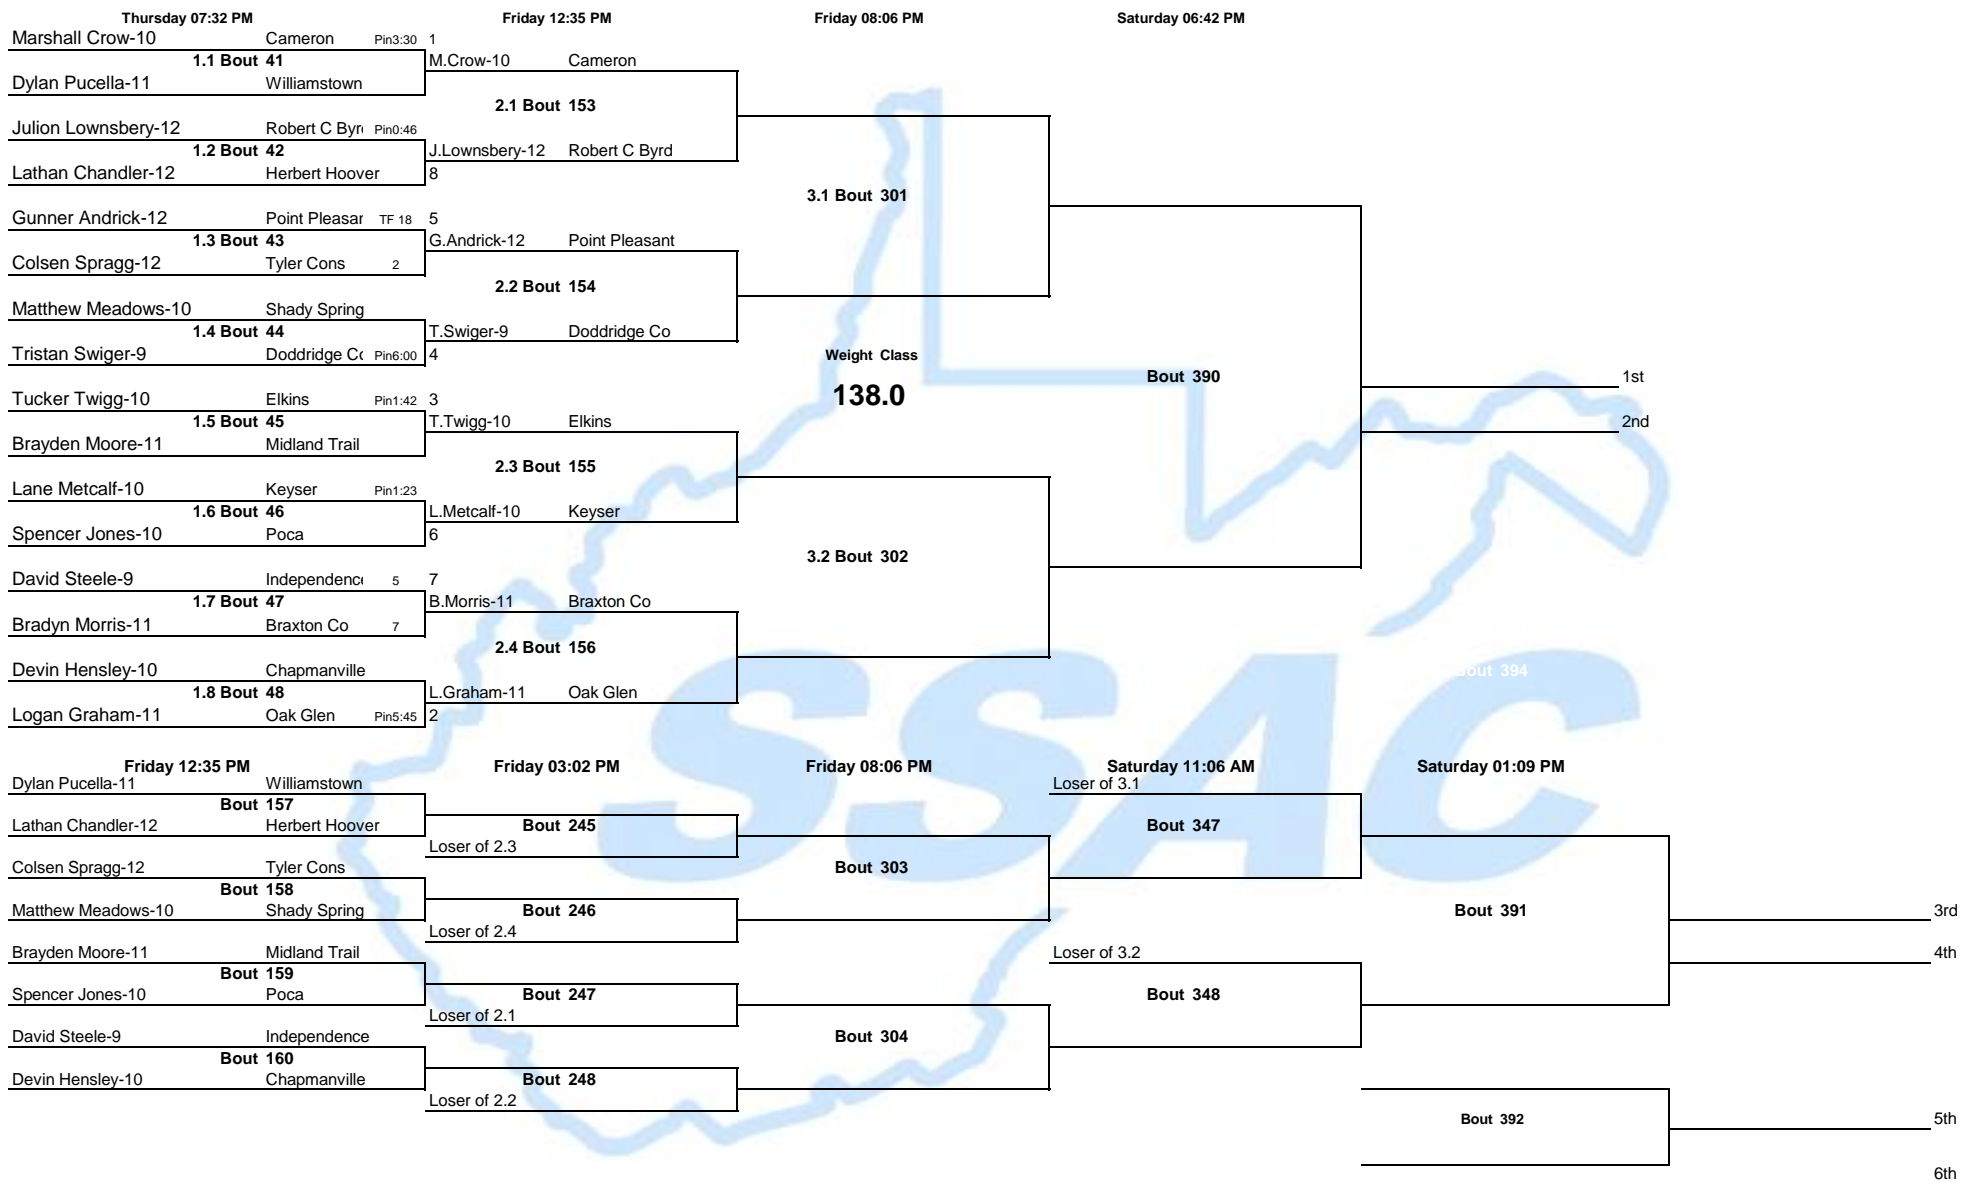 Thursday 07:32 PM Friday 12:35 PM Friday 08:06 PM Saturday 06:42 PM
Marshall Crow-10 Cameron Pin3:30 1
1.1 Bout 41 M.Crow-10 Cameron
Dylan Pucella-11 Williamstown
2.1 Bout 153
Julion Lownsbery-12 Robert C Byr Pin0:46
1.2 Bout 42 J.Lownsbery-12 Robert C Byrd
Lathan Chandler-12 Herbert Hoover 8
3.1 Bout 301
Gunner Andrick-12 Point Pleasar TF 18 5
1.3 Bout 43 G.Andrick-12 Point Pleasant
Colsen Spragg-12 Tyler Cons 2
2.2 Bout 154
Matthew Meadows-10 Shady Spring
1.4 Bout 44 T.Swiger-9 Doddridge Co
Tristan Swiger-9 Doddridge Co Pin6:00 4 Weight Class
Bout 390 1st
Tucker Twigg-10 Elkins Pin1:42 3 138.0
1.5 Bout 45 T.Twigg-10 Elkins 2nd
Brayden Moore-11 Midland Trail
2.3 Bout 155
Lane Metcalf-10 Keyser Pin1:23
1.6 Bout 46 L.Metcalf-10 Keyser
Spencer Jones-10 Poca 6
3.2 Bout 302
David Steele-9 Independence 5 7
1.7 Bout 47 B.Morris-11 Braxton Co
Bradyn Morris-11 Braxton Co 7
2.4 Bout 156
Devin Hensley-10 Chapmanville Bout 394
1.8 Bout 48 L.Graham-11 Oak Glen
Logan Graham-11 Oak Glen Pin5:45 2
SSAC
Friday 12:35 PM Friday 03:02 PM Friday 08:06 PM Saturday 11:06 AM Saturday 01:09 PM
Dylan Pucella-11 Williamstown Loser of 3.1
Bout 157
Lathan Chandler-12 Herbert Hoover Bout 245 Bout 347
Loser of 2.3
Colsen Spragg-12 Tyler Cons Bout 303
Bout 158
Matthew Meadows-10 Shady Spring Bout 246 Bout 391 3rd
Loser of 2.4
Brayden Moore-11 Midland Trail Loser of 3.2 4th
Bout 159
Spencer Jones-10 Poca Bout 247 Bout 348
Loser of 2.1
David Steele-9 Independence Bout 304
Bout 160
Devin Hensley-10 Chapmanville Bout 248
Loser of 2.2
Bout 392 5th
6th